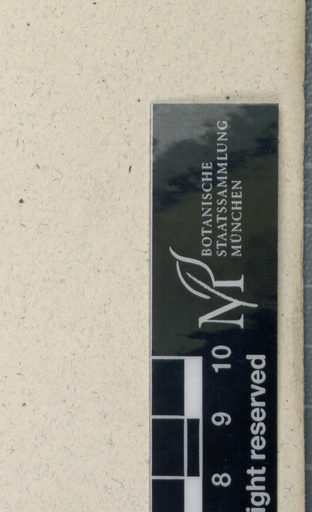 BOTANISCHE
STAATSSAMMLUNG
MÜNCHEN
M
10
9
8
ight reserved